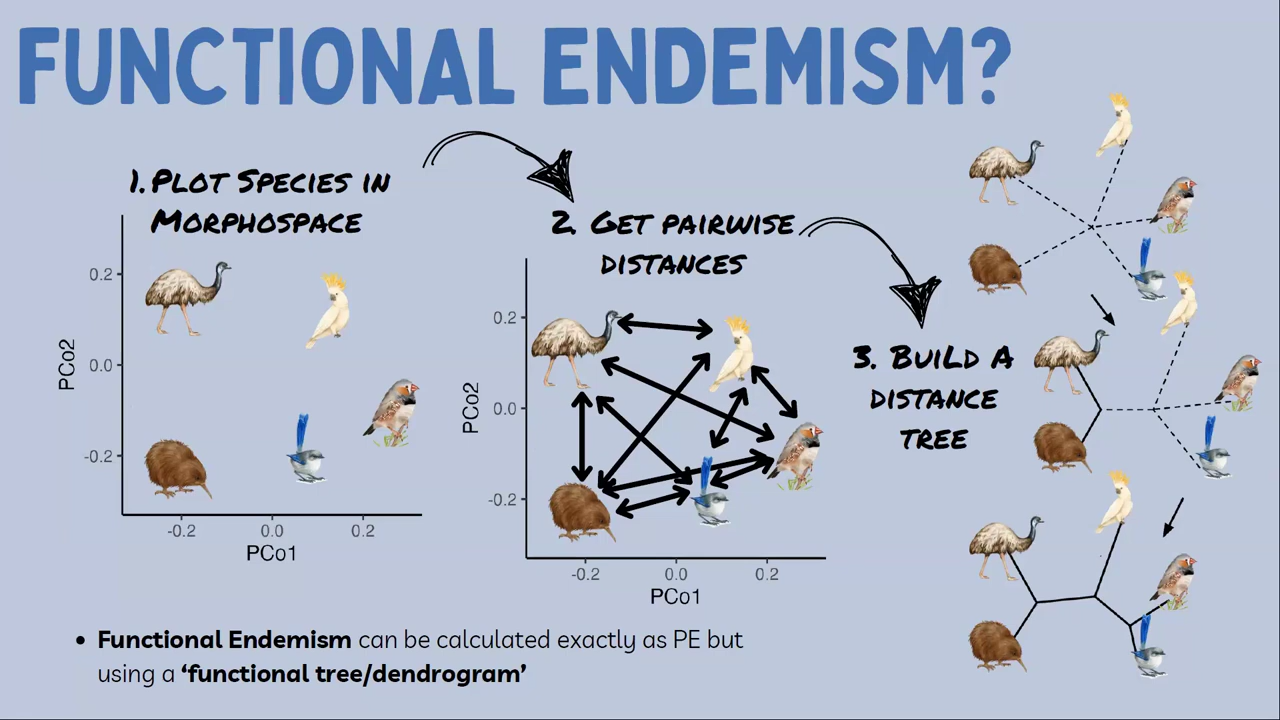 FUNCTIONAL ENDEMISM?
1. PLOT SPECIES IN
MORPHOSPACE
0.2
0.0
-0.2
PCo2
-0.2 0.0 0.2
PCo1
2. GET PAIRWISE
DISTANCES
0.2
0.0
-0.2
PCo2
-0.2 0.0 0.2
PCo1
3. BUILD A
DISTANCE
TREE
• Functional Endemism can be calculated exactly as PE but
using a ‘functional tree/dendrogram’